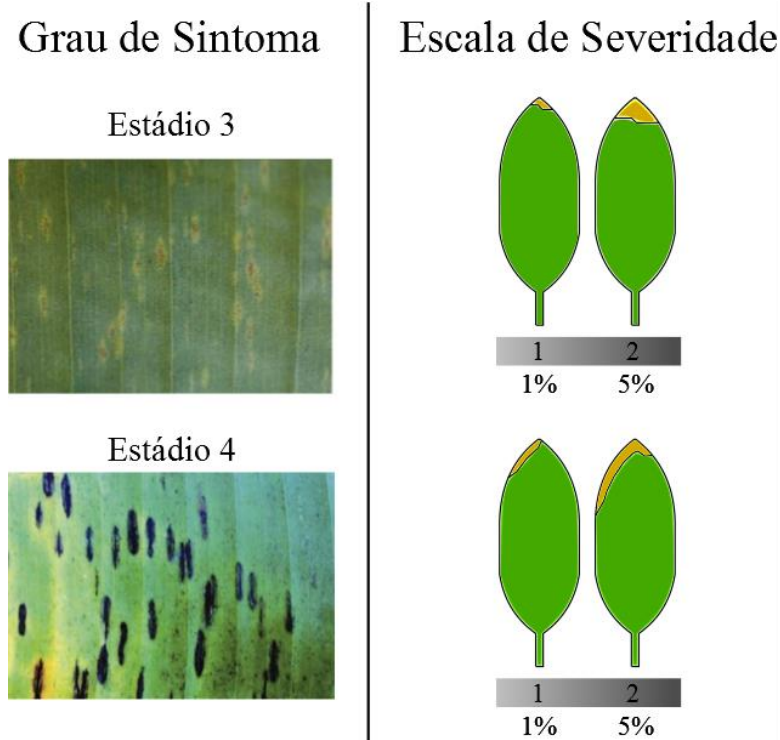 Grau de Sintoma
Escala de Severidade
Estádio 3
1 2
1% 5%
Estádio 4
1 2
1% 5%